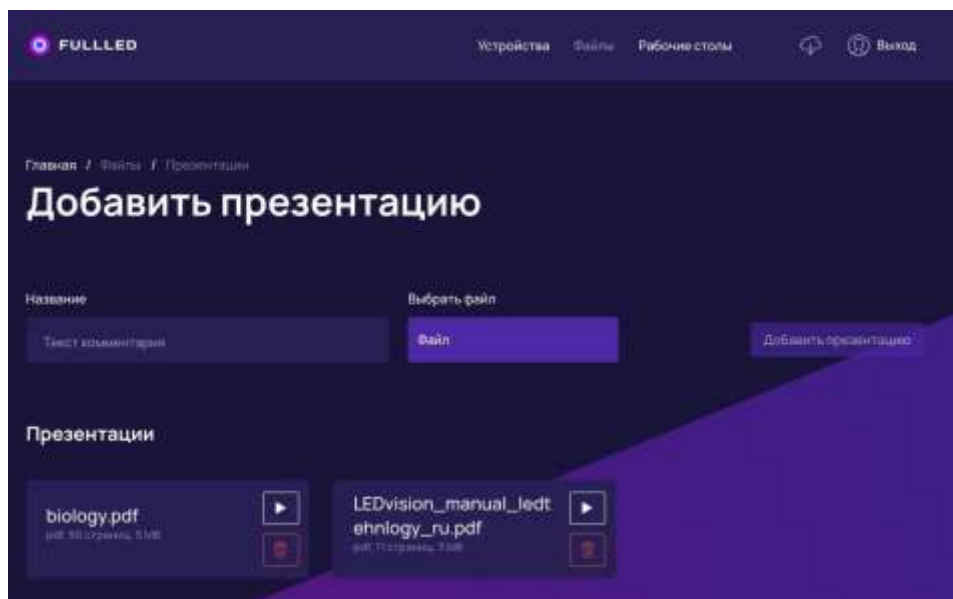 FULLLED
Устройства Файлы Рабочие столы Выход
Главная / Файлы / Презентации
Добавить презентацию
Название
Выбрать файл
Текст комментария
Файл
Добавить презентацию
Презентации
biology.pdf
LEDvision_manual_ledt
ehnlogy_ru.pdf